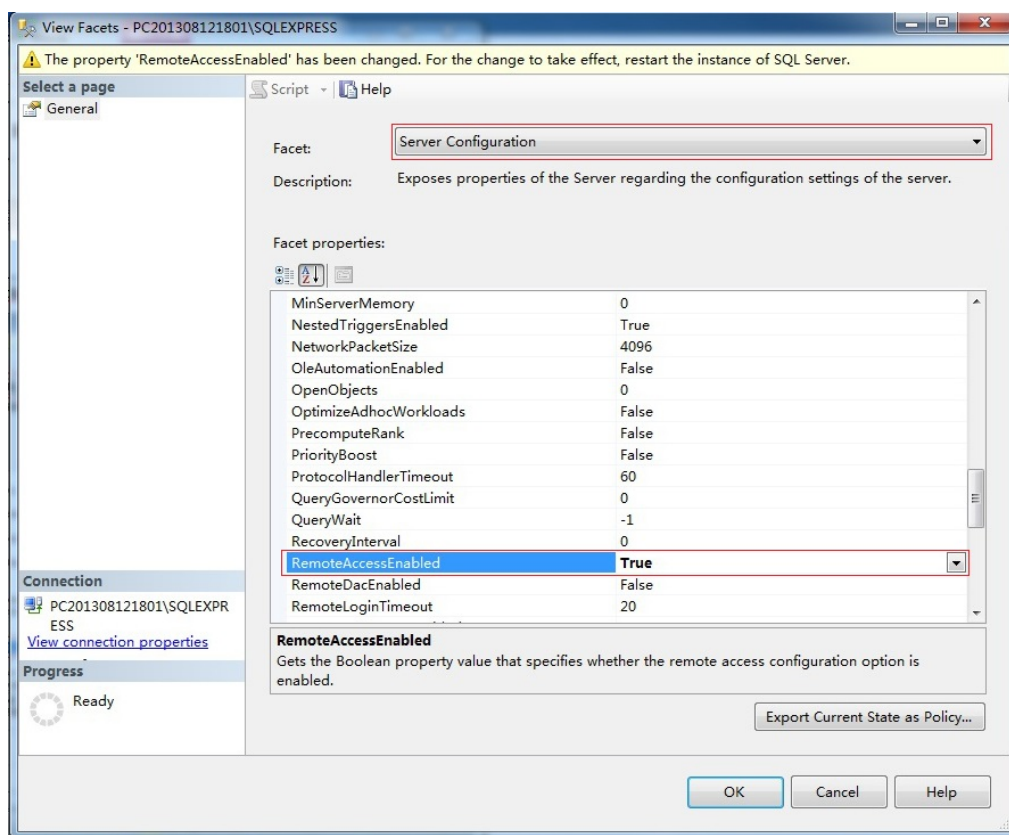 View Facets - PC201308121801\SQLEXPRESS
The property 'RemoteAccessEnabled' has been changed. For the change to take effect, restart the instance of SQL Server.
Select a page
General
Script
Help
Facet:
Server Configuration
Description:
Exposes properties of the Server regarding the configuration settings of the server.
Facet properties:
MinServerMemory 0
NestedTriggersEnabled True
NetworkPacketSize 4096
OleAutomationEnabled False
OpenObjects 0
OptimizeAdhocWorkloads False
PrecomputeRank False
PriorityBoost False
ProtocolHandlerTimeout 60
QueryGovernorCostLimit 0
QueryWait -1
RecoveryInterval 0
RemoteAccessEnabled True
RemoteDacEnabled False
RemoteLoginTimeout 20
Connection
PC201308121801\SQLEXPR
ESS
View connection properties
Progress
Ready
RemoteAccessEnabled
Gets the Boolean property value that specifies whether the remote access configuration option is
enabled.
Export Current State as Policy...
OK
Cancel
Help